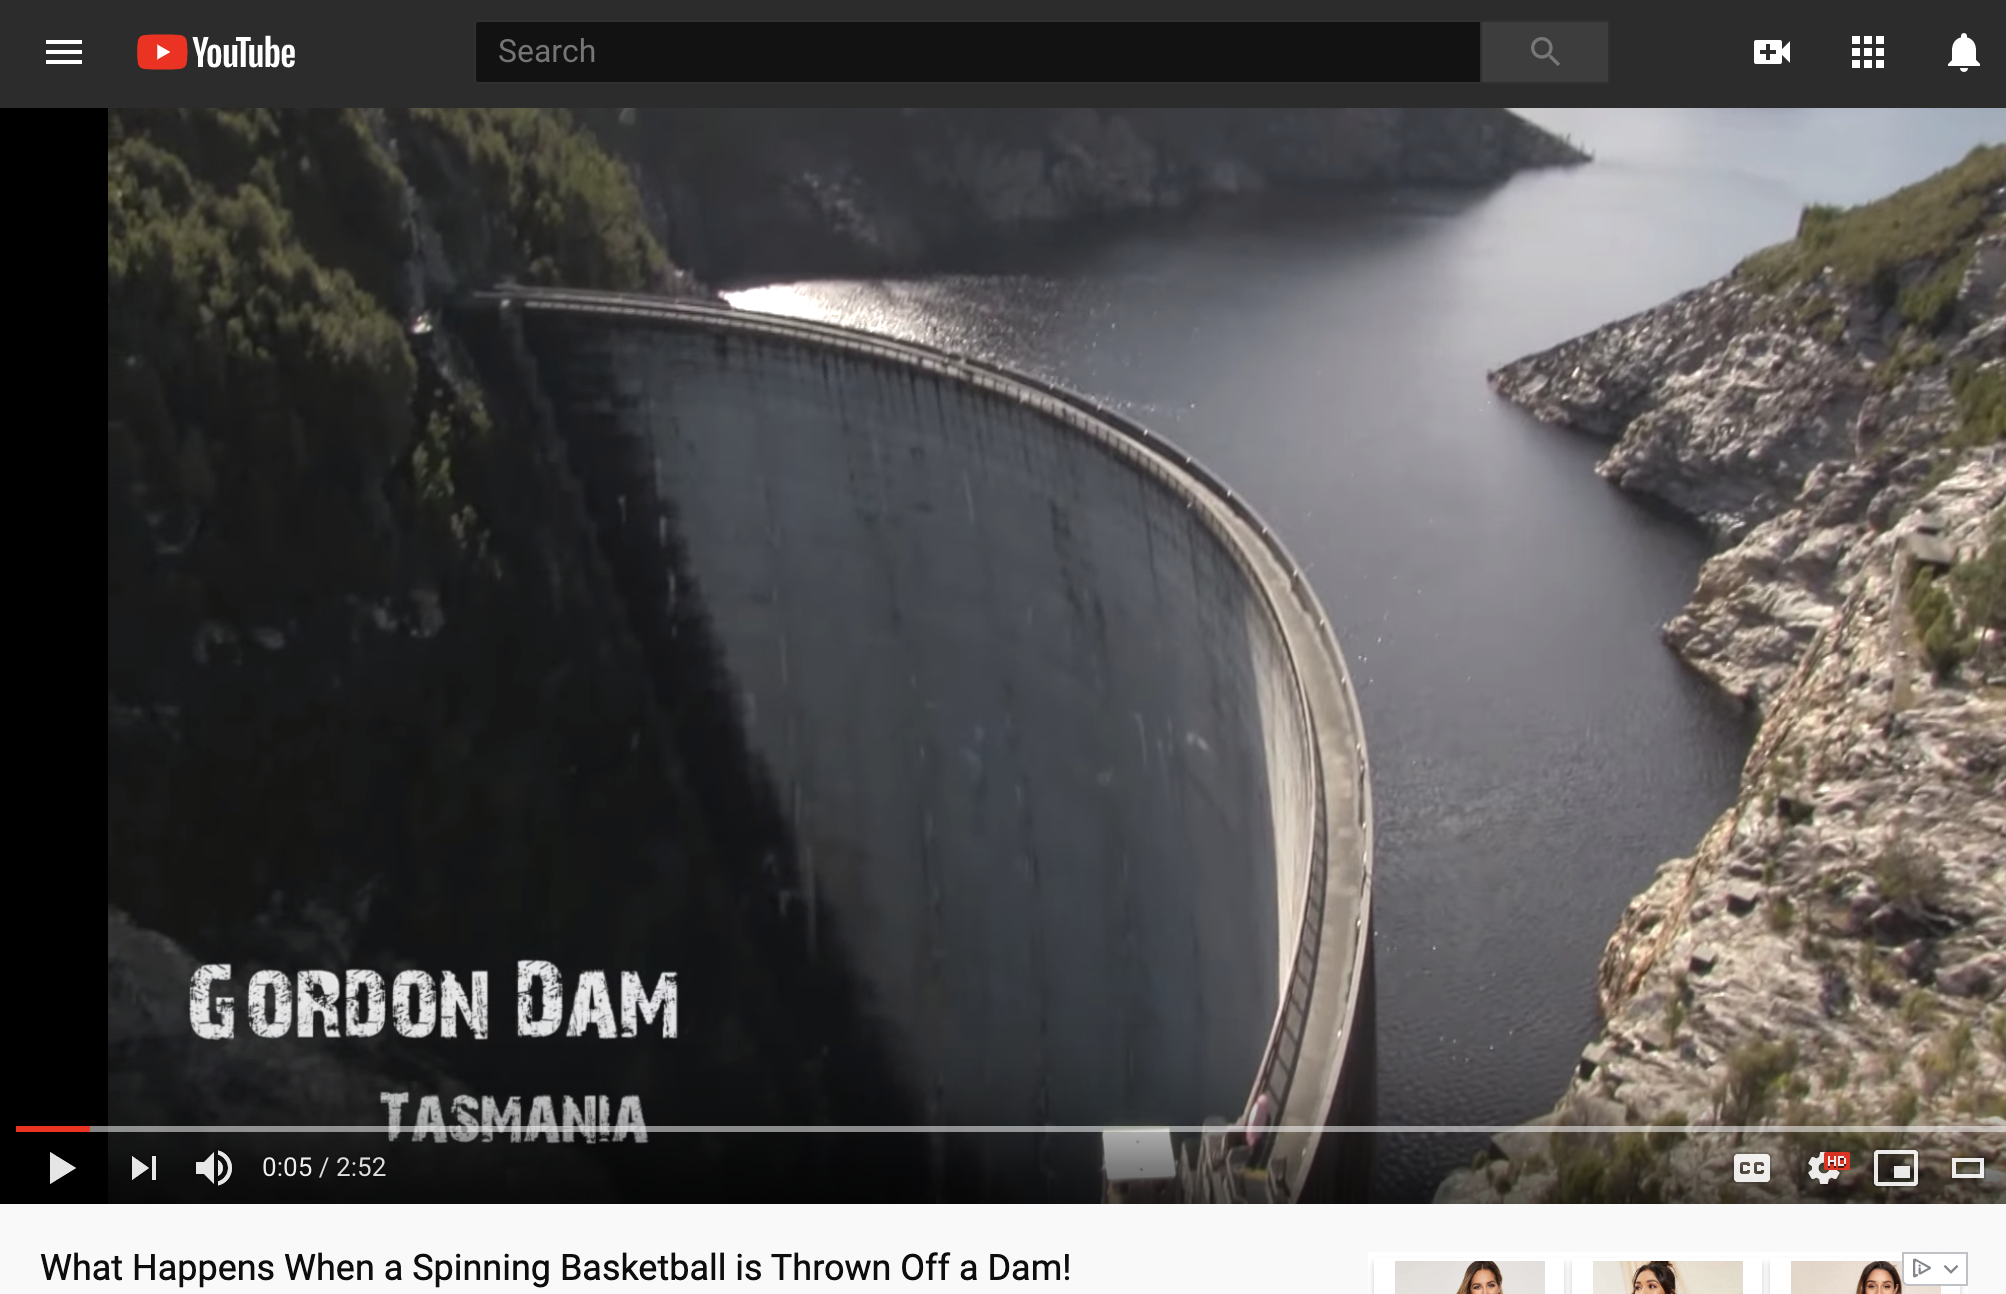 YouTube
Search
GORDON DAM
TASMANIA
0:05 / 2:52
CC
HD
What Happens When a Spinning Basketball is Thrown Off a Dam!